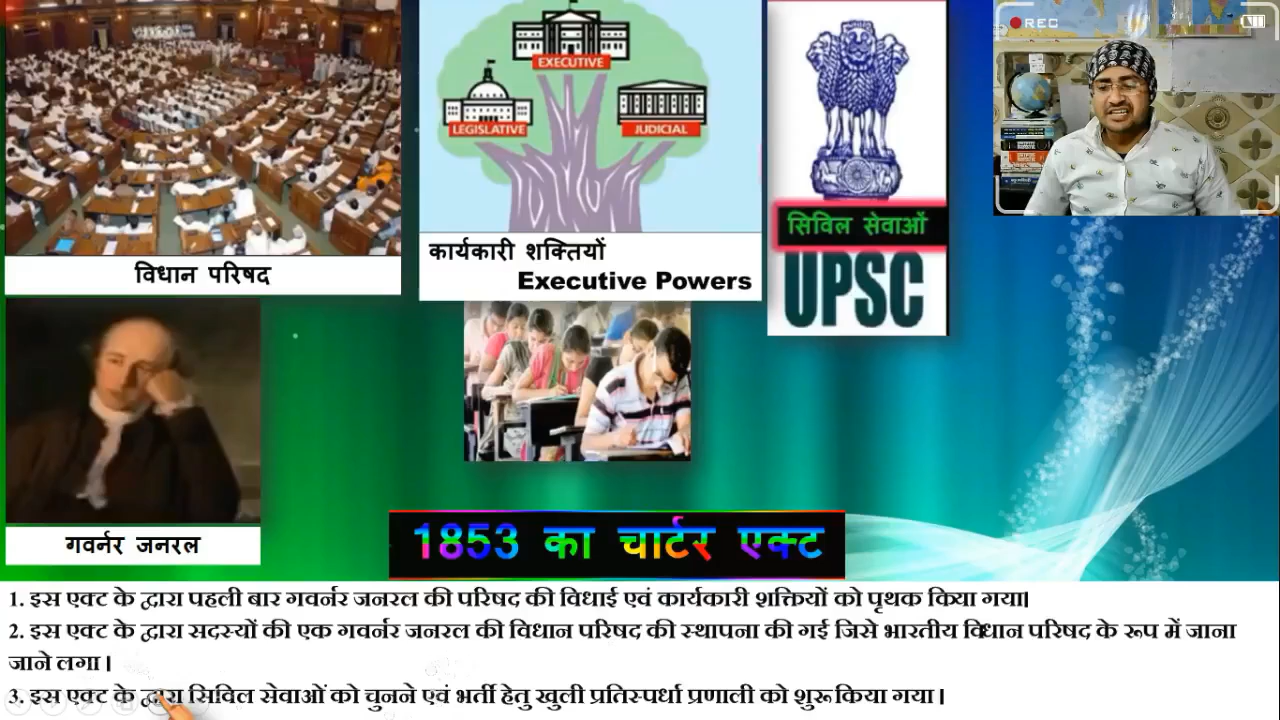 REC
EXECUTIVE
LEGISLATIVE
JUDICIAL
विधान परिषद
कार्यकारी शक्तियों
Executive Powers
सिविल सेवाओं
UPSC
गवर्नर जनरल
1853 का चार्टर एक्ट
1. इस एक्ट के द्वारा पहली बार गवर्नर जनरल की परिषद की विधाई एवं कार्यकारी शक्तियों को पृथक किया गया।
2. इस एक्ट के द्वारा सदस्यों की एक गवर्नर जनरल की विधान परिषद की स्थापना की गई जिसे भारतीय विधान परिषद के रूप में जाना
जाने लगा ।
3. इस एक्ट के द्वारा सिविल सेवाओं को चुनने एवं भर्ती हेतु खुली प्रतिस्पर्धा प्रणाली को शुरू किया गया ।